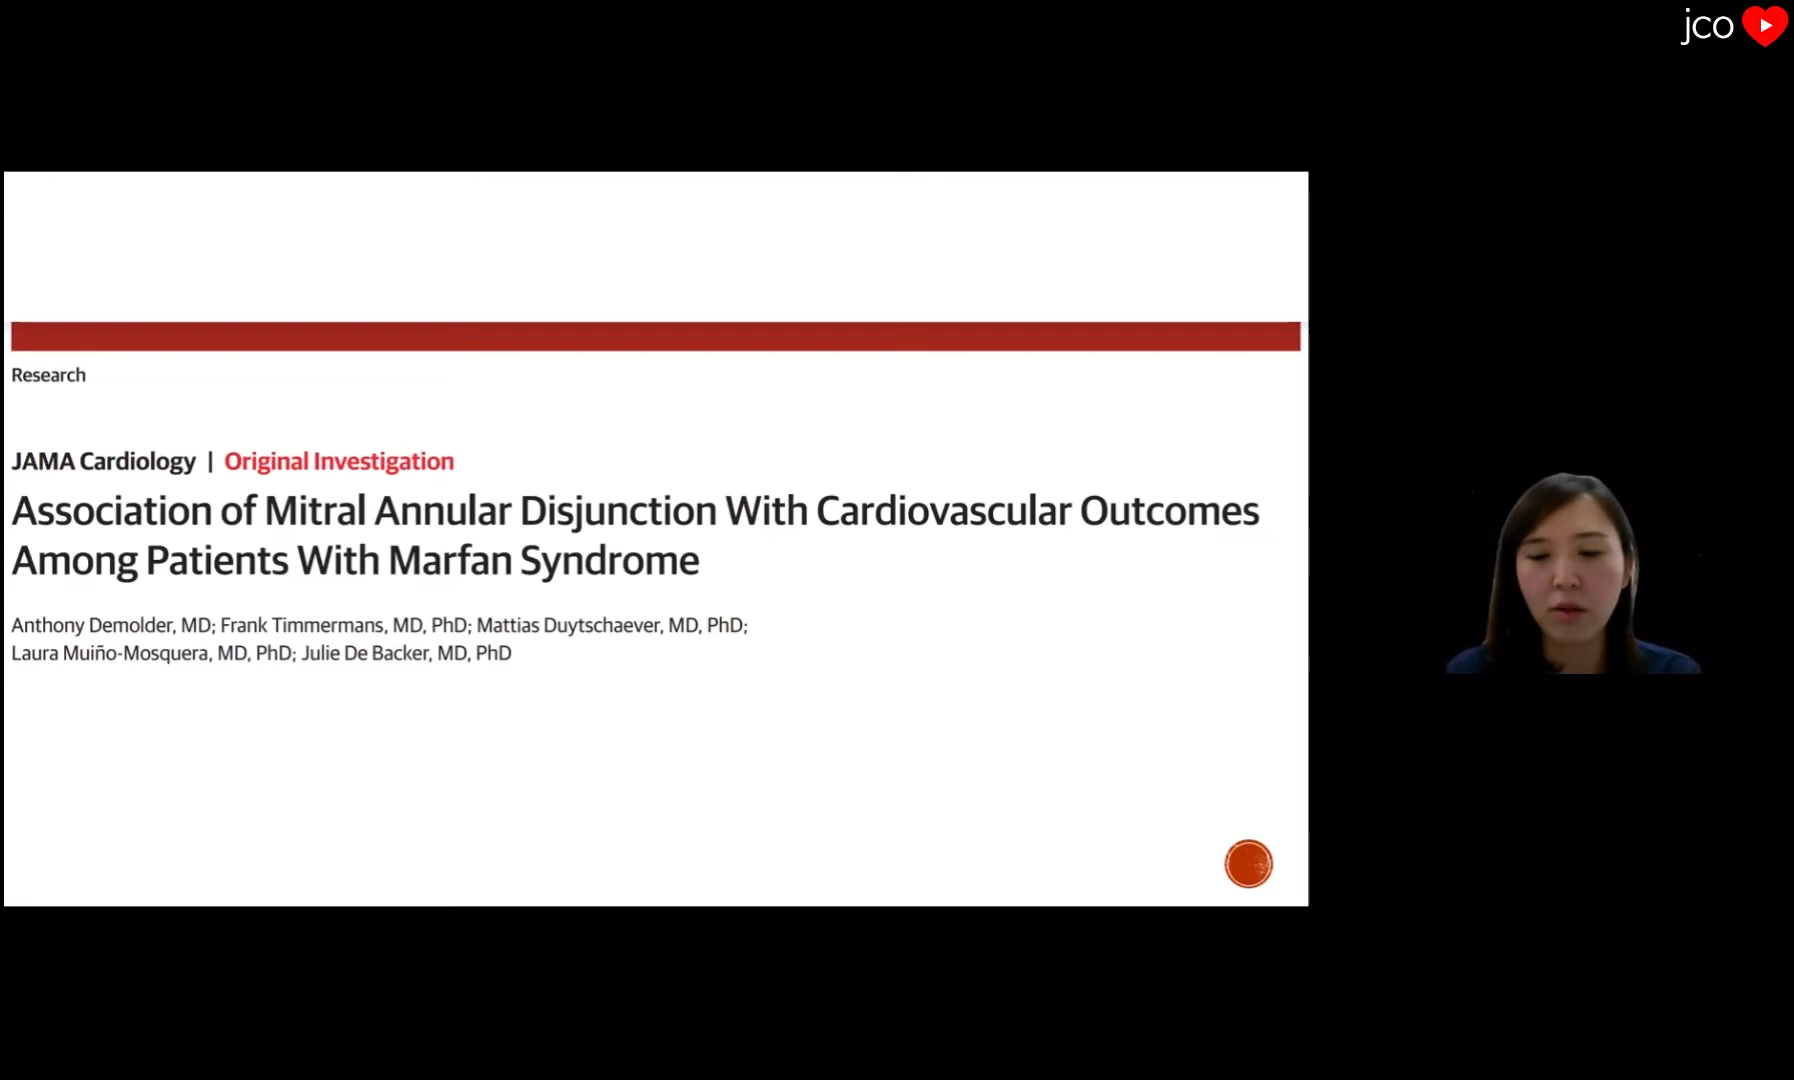 jco
Research
JAMA Cardiology | Original Investigation
Association of Mitral Annular Disjunction With Cardiovascular Outcomes
Among Patients With Marfan Syndrome
Anthony Demolder, MD; Frank Timmermans, MD, PhD; Mattias Duytschaever, MD, PhD;
Laura Muiño-Mosquera, MD, PhD; Julie De Backer, MD, PhD